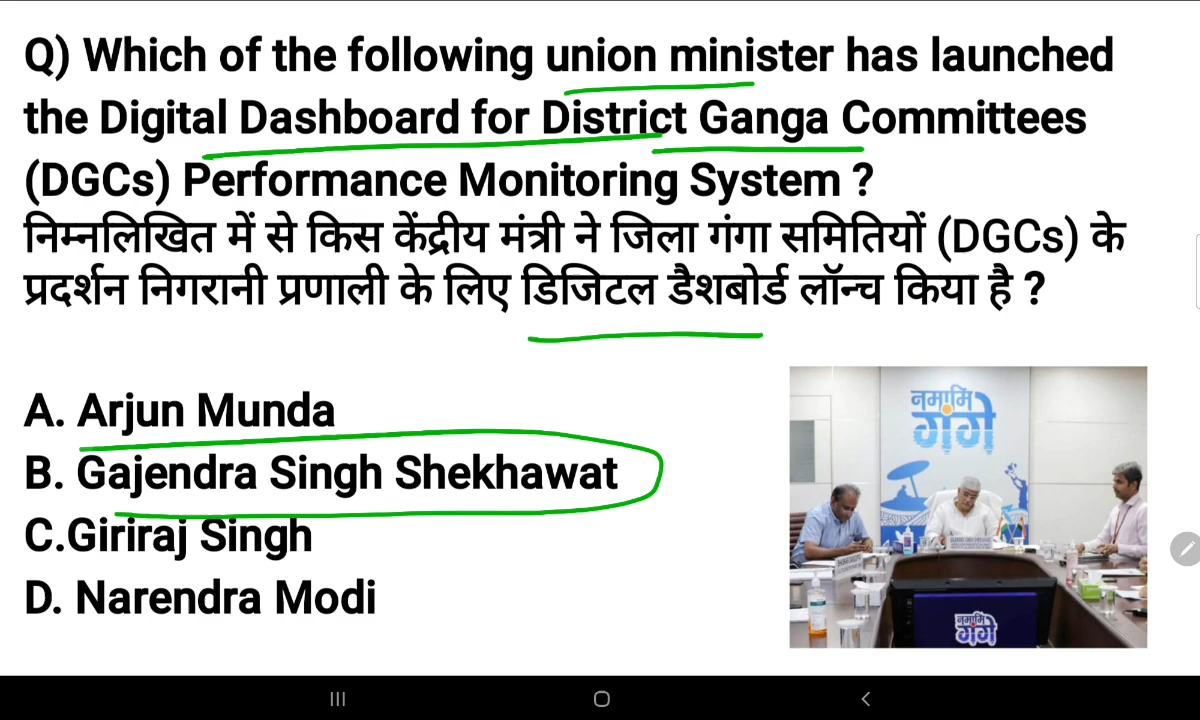 Q) Which of the following union minister has launched
the Digital Dashboard for District Ganga Committees
(DGCs) Performance Monitoring System ?
निम्नलिखित में से किस केंद्रीय मंत्री ने जिला गंगा समितियों (DGCs) के
प्रदर्शन निगरानी प्रणाली के लिए डिजिटल डैशबोर्ड लॉन्च किया है ?
A. Arjun Munda
B. Gajendra Singh Shekhawat
C.Giriraj Singh
D. Narendra Modi
नमामि
गंगे
नमामि
गंगे